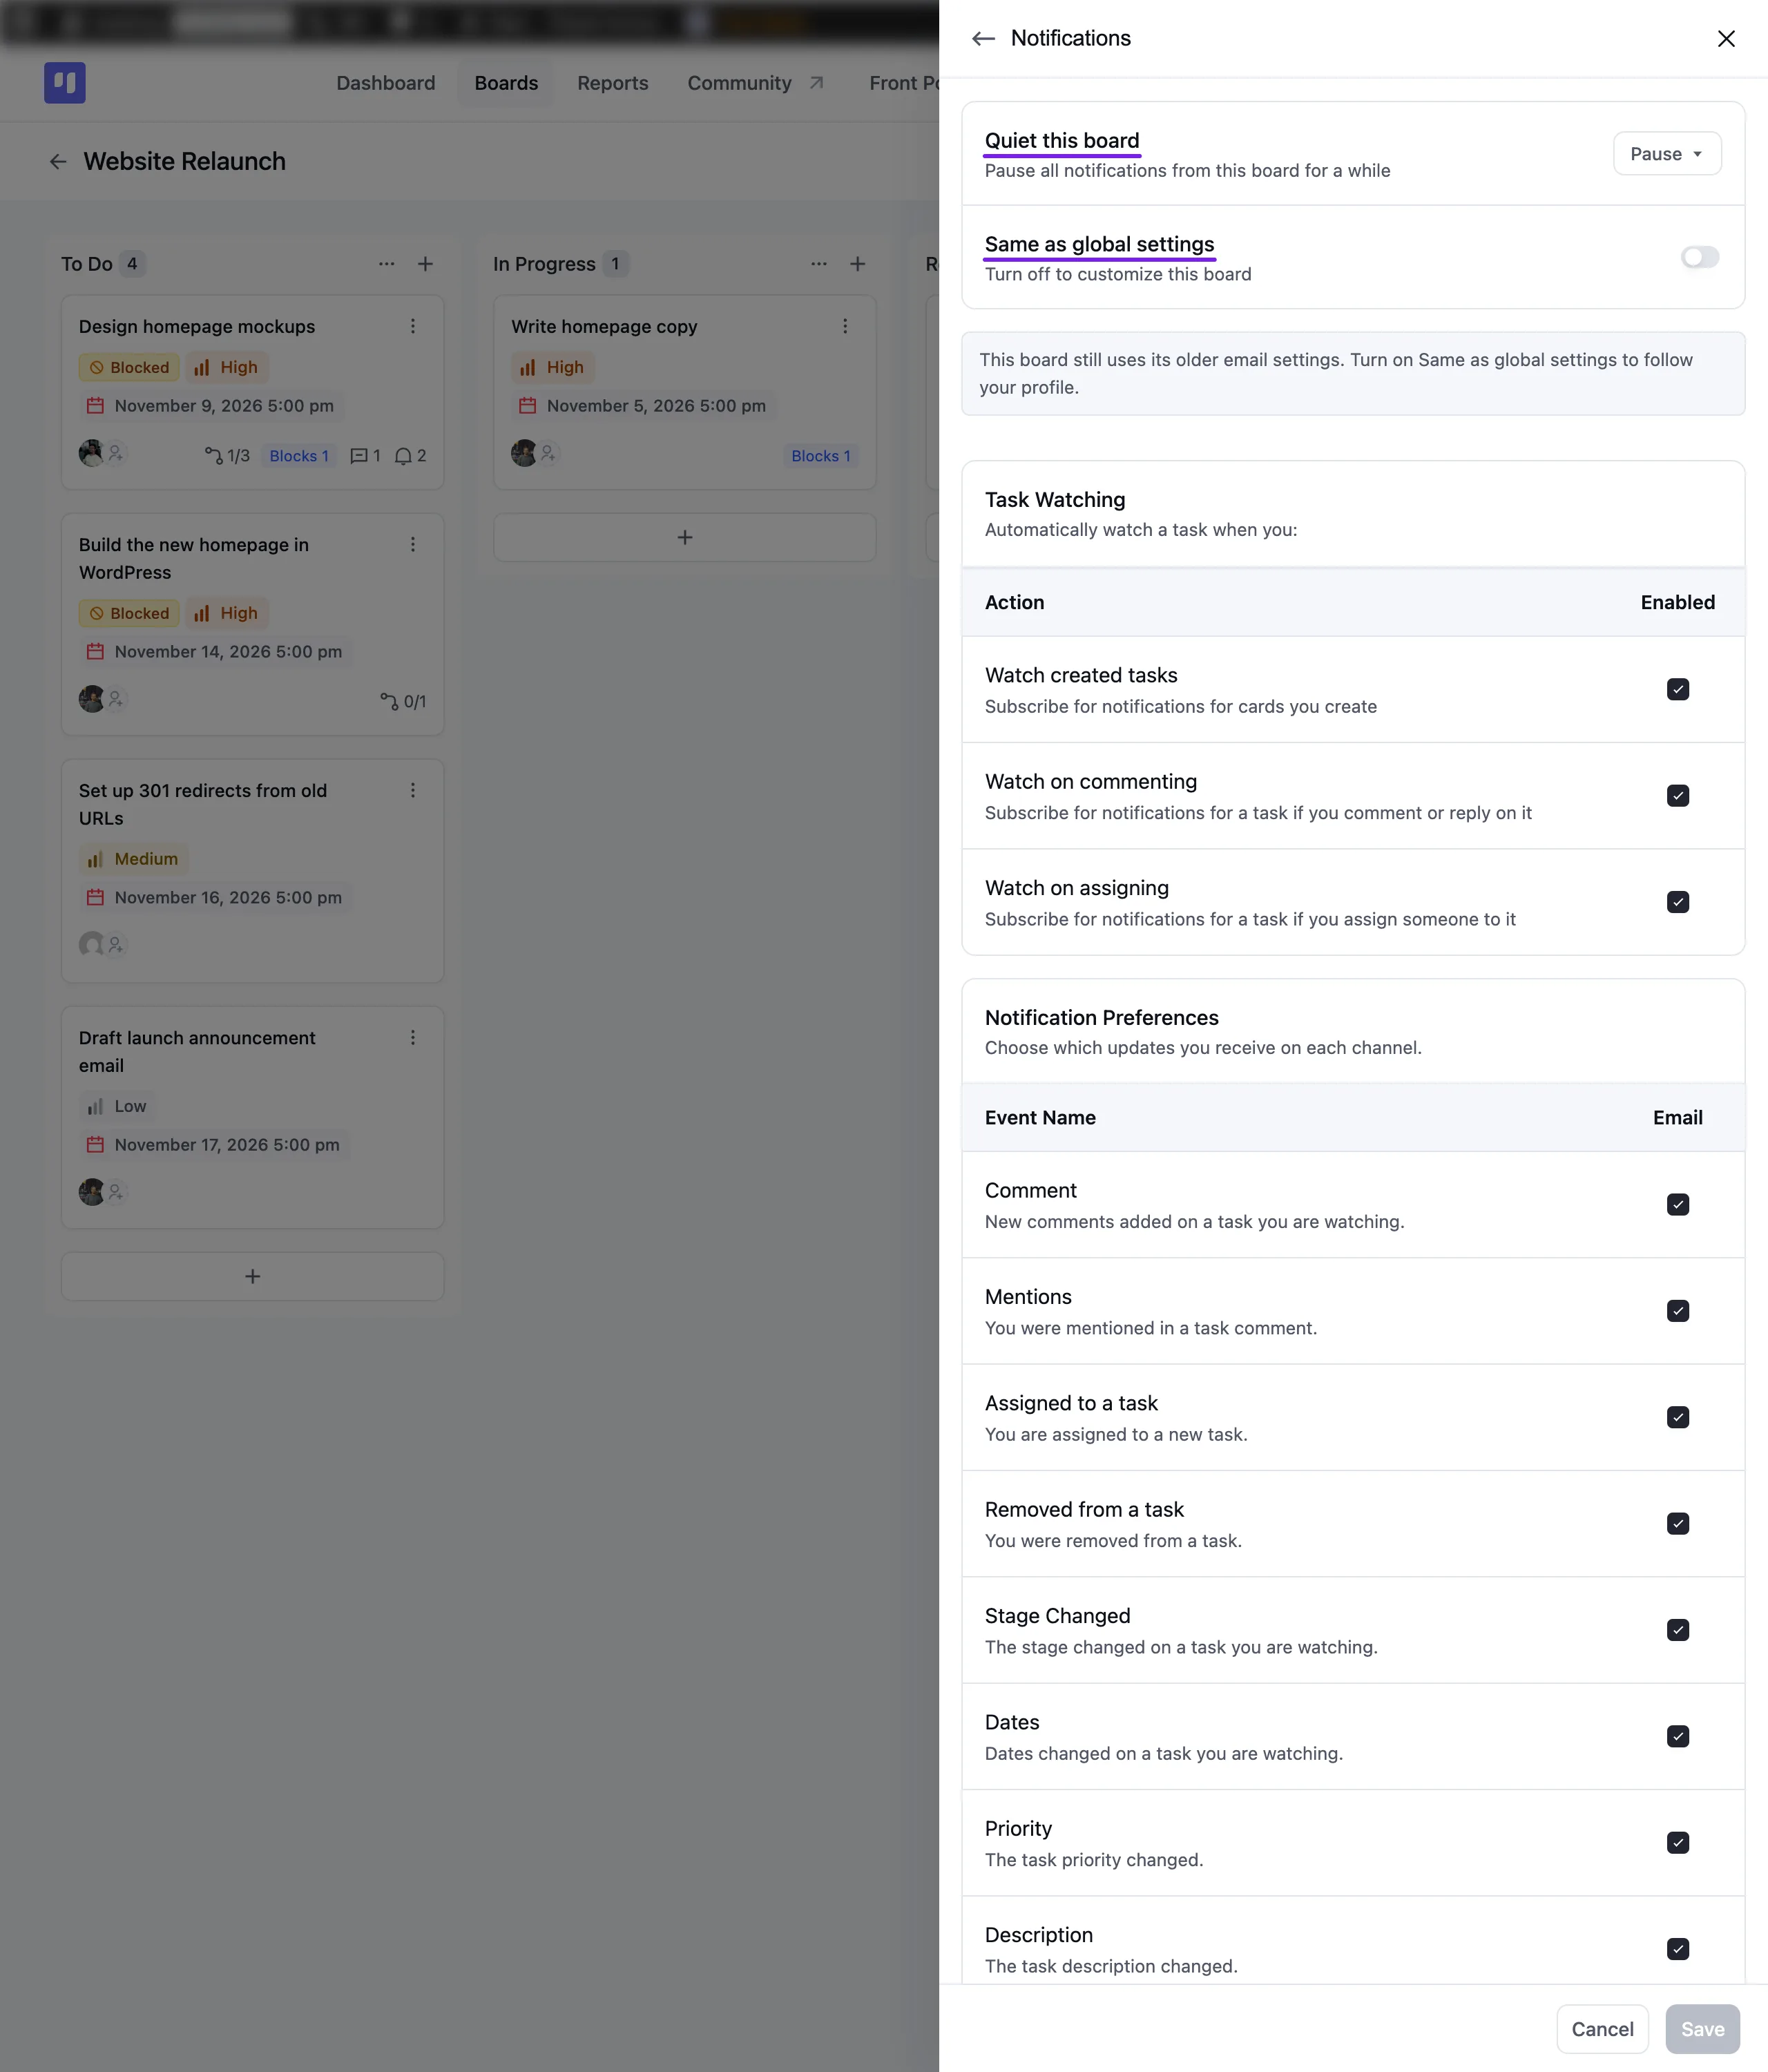 Dashboard
Boards
Reports
Community
Front Po
Website Relaunch
To Do 4
Design homepage mockups
Blocked High
November 9, 2026 5:00 pm
1/3 Blocks 1 1 2
Build the new homepage in
WordPress
Blocked High
November 14, 2026 5:00 pm
0/1
Set up 301 redirects from old
URLs
Medium
November 16, 2026 5:00 pm
Draft launch announcement
email
Low
November 17, 2026 5:00 pm
In Progress 1
Write homepage copy
High
November 5, 2026 5:00 pm
Blocks 1
Notifications
Quiet this board
Pause all notifications from this board for a while
Pause
Same as global settings
Turn off to customize this board
This board still uses its older email settings. Turn on Same as global settings to follow
your profile.
Task Watching
Automatically watch a task when you:
Action Enabled
Watch created tasks
Subscribe for notifications for cards you create
Watch on commenting
Subscribe for notifications for a task if you comment or reply on it
Watch on assigning
Subscribe for notifications for a task if you assign someone to it
Notification Preferences
Choose which updates you receive on each channel.
Event Name Email
Comment
New comments added on a task you are watching.
Mentions
You were mentioned in a task comment.
Assigned to a task
You are assigned to a new task.
Removed from a task
You were removed from a task.
Stage Changed
The stage changed on a task you are watching.
Dates
Dates changed on a task you are watching.
Priority
The task priority changed.
Description
The task description changed.
Cancel Save